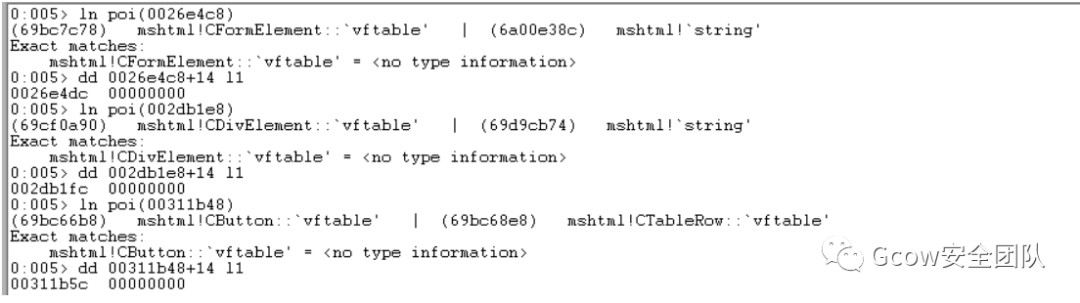 0:005> ln poi(0026e4c8)
(69bc7c78)   mshtml!CFormElement::`vftable'   |  (6a00e38c)   mshtml!`string'
Exact matches:
    mshtml!CFormElement::`vftable' = <no type information>
0:005> dd 0026e4c8+14 l1
0026e4dc  00000000
0:005> ln poi(002db1e8)
(69cf0a90)   mshtml!CDivElement::`vftable'   |  (69d9cb74)   mshtml!`string'
Exact matches:
    mshtml!CDivElement::`vftable' = <no type information>
0:005> dd 002db1e8+14 l1
002db1fc  00000000
0:005> ln poi(00311b48)
(69bc66b8)   mshtml!CButton::`vftable'   |  (69bc68e8)   mshtml!CTableRow::`vftable'
Exact matches:
    mshtml!CButton::`vftable' = <no type information>
0:005> dd 00311b48+14 l1
00311b5c  00000000
Gcow安全团队